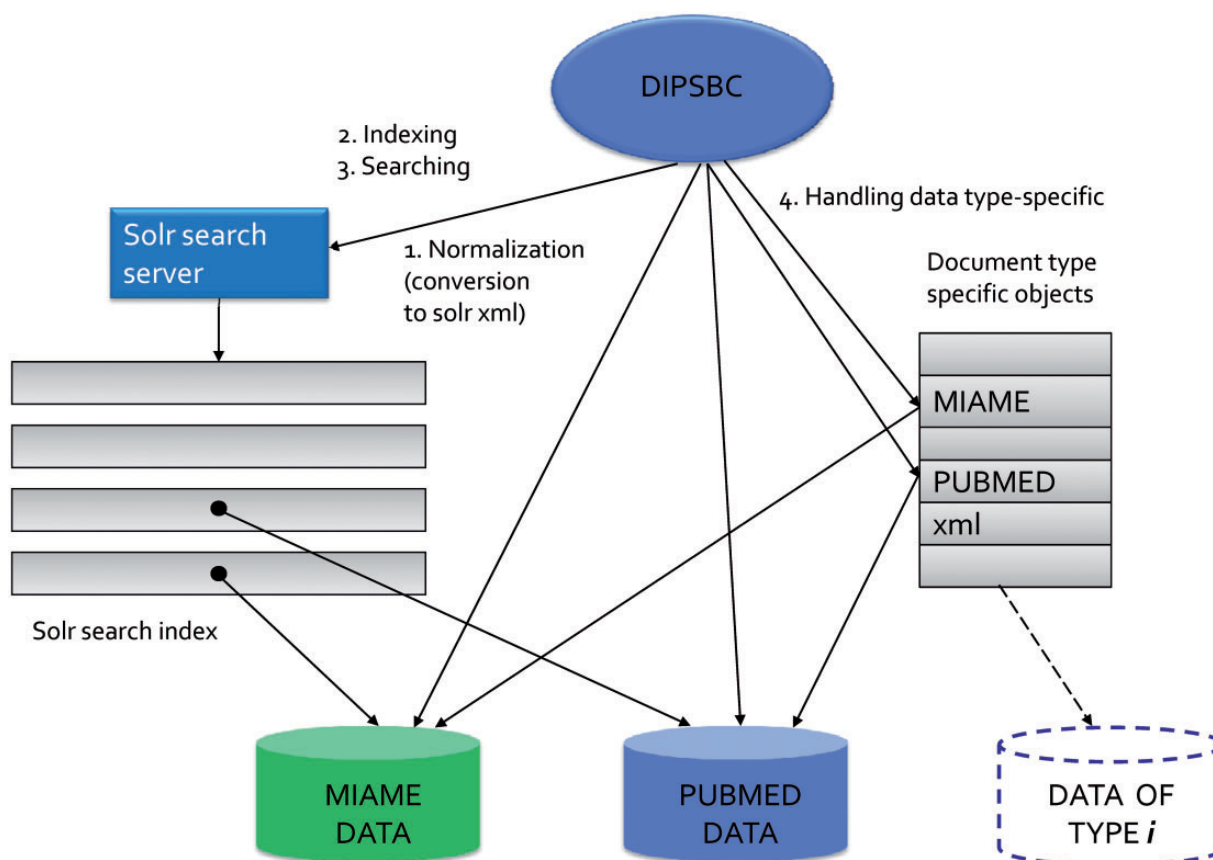 DIPSBC
2. Indexing
3. Searching
4. Handling data type-specific
Solr search
server
1. Normalization
(conversion
to solr xml)
Document type
specific objects
MIAME
PUBMED
xml
Solr search index
MIAME
DATA
PUBMED
DATA
DATA OF
TYPE i